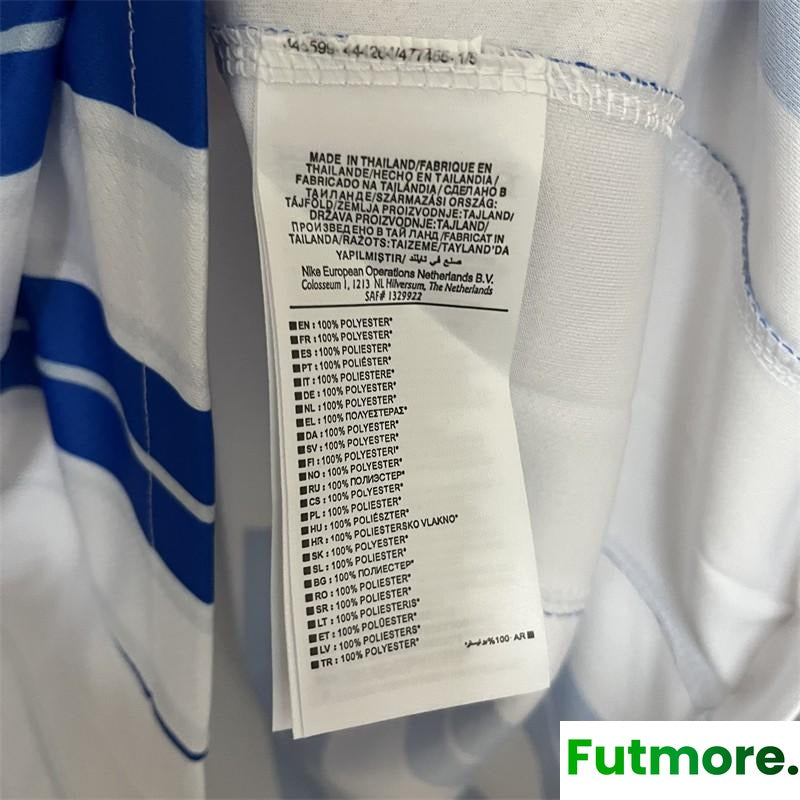 MADE IN THAILAND/FABRIQUE EN
THAILANDE/HECHO EN TAILANDIA/
FABRICADO NA TAILÂNDIA/СДЕЛАНО В
ТАИЛАНДЕ/SZÁRMAZÁSI ORSZÁG:
TÁJFÖLD/ZEMLJA PROIZVODNJE:TAJLAND/
DRŽAVA PROIZVODNJE:TAJLAND/
ПРОИЗВЕДЕНО В ТАЙ ЛАНД/FABRICAT IN
TAILANDA/RAŽOTS:TAIZEME/TAYLAND'DA
YAPILMIŞTIR/ صنع في تايلند
Nike European Operations Netherlands B.V.
Colosseum 1, 1213 NL Hilversum, The Netherlands
SAF# 1329922
EN : 100% POLYESTER*
FR : 100% POLYESTER*
ES : 100% POLIÉSTER*
PT : 100% POLIÉSTER*
IT : 100% POLIESTERE*
DE : 100% POLYESTER*
NL : 100% POLYESTER*
EL : 100% ΠΟΛΥΕΣΤΕΡΑΣ*
DA : 100% POLYESTER*
SV : 100% POLYESTER*
FI : 100% POLYESTERI*
NO : 100% POLYESTER*
RU : 100% ПОЛИЭСТЕР*
CS : 100% POLYESTER*
PL : 100% POLIESTER*
HU : 100% POLIÉSZTER*
HR : 100% POLIESTERSKO VLAKNO*
SK : 100% POLYESTER*
SL : 100% POLIESTER*
BG : 100% ПОЛИЕСТЕР*
RO : 100% POLIESTER*
SR : 100% POLIESTER*
LT : 100% POLIESTERIS*
ET : 100% POLÜESTER*
LV : 100% POLIESTERS*
TR : 100% POLYESTER*
AR : 100% بوليستر*
Futmore.